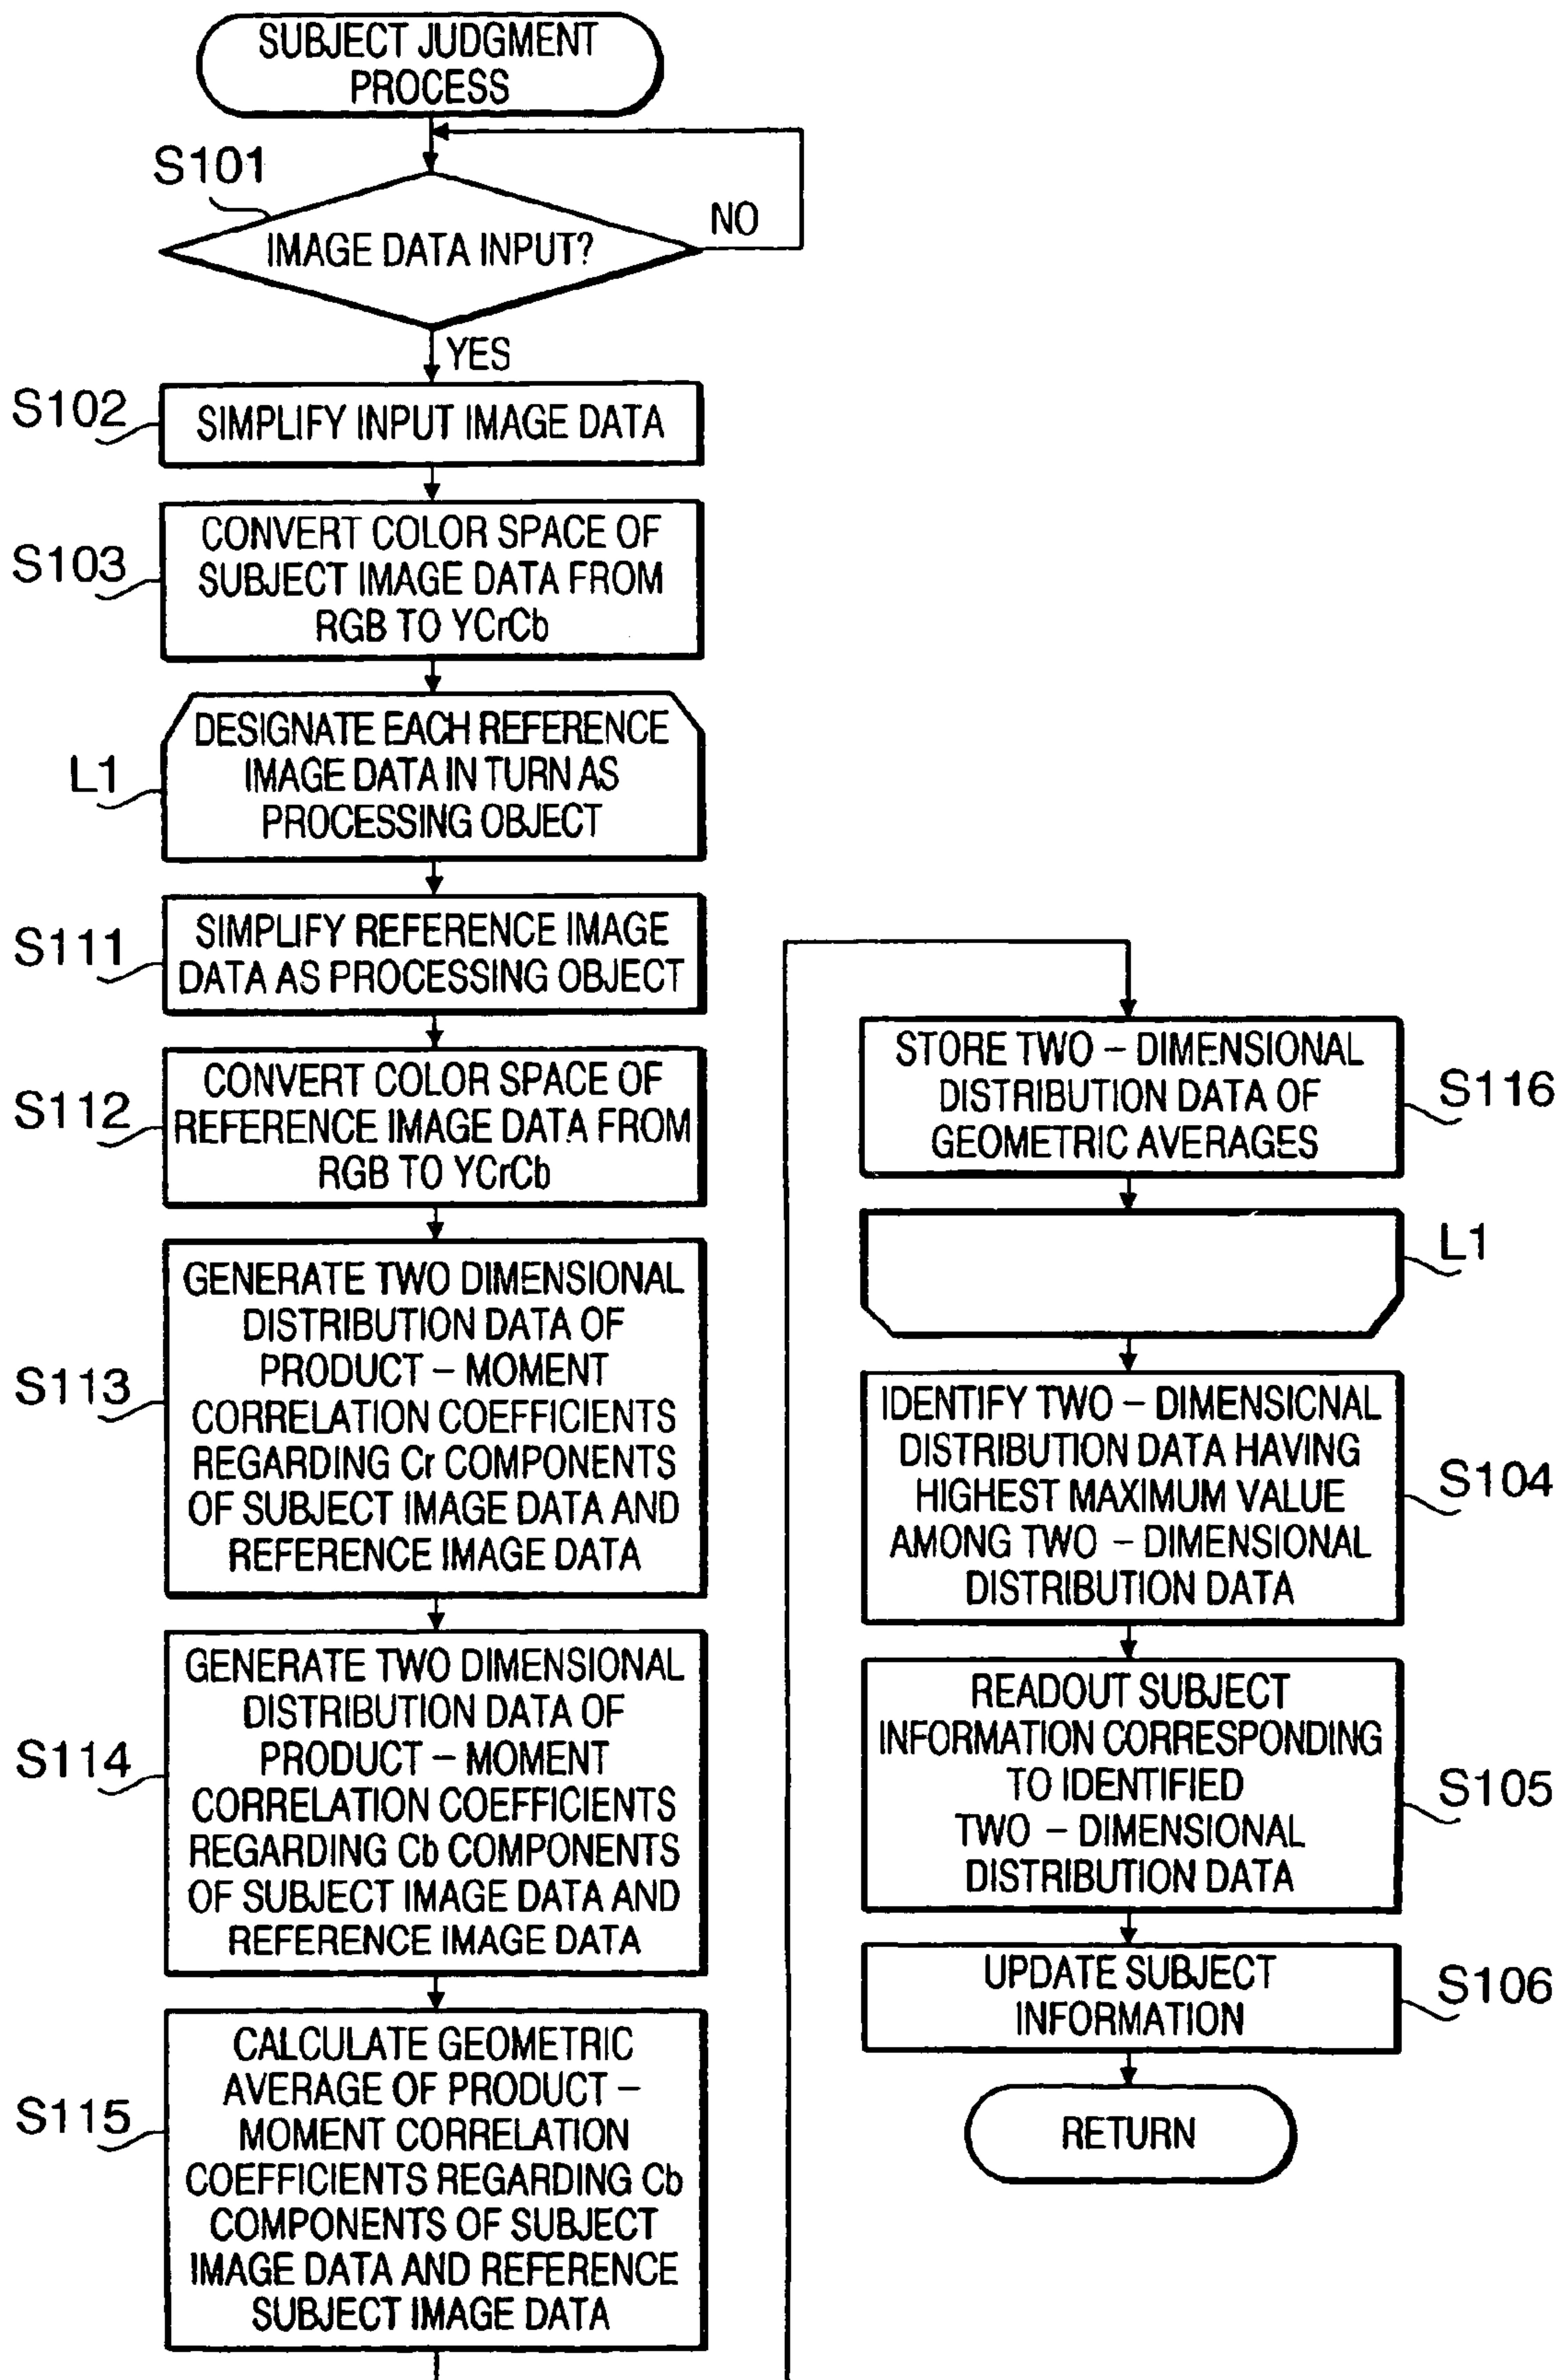 SUBJECT JUDGMENT
PROCESS
S101
IMAGE DATA INPUT?
NO
YES
S102
SIMPLIFY INPUT IMAGE DATA
S103
CONVERT COLOR SPACE OF
SUBJECT IMAGE DATA FROM
RGB TO YCrCb
L1
DESIGNATE EACH REFERENCE
IMAGE DATA IN TURN AS
PROCESSING OBJECT
S111
SIMPLIFY REFERENCE IMAGE
DATA AS PROCESSING OBJECT
S112
CONVERT COLOR SPACE OF
REFERENCE IMAGE DATA FROM
RGB TO YCrCb
S113
GENERATE TWO DIMENSIONAL
DISTRIBUTION DATA OF
PRODUCT – MOMENT
CORRELATION COEFFICIENTS
REGARDING Cr COMPONENTS
OF SUBJECT IMAGE DATA AND
REFERENCE IMAGE DATA
S114
GENERATE TWO DIMENSIONAL
DISTRIBUTION DATA OF
PRODUCT – MOMENT
CORRELATION COEFFICIENTS
REGARDING Cb COMPONENTS
OF SUBJECT IMAGE DATA AND
REFERENCE IMAGE DATA
S115
CALCULATE GEOMETRIC
AVERAGE OF PRODUCT –
MOMENT CORRELATION
COEFFICIENTS REGARDING Cb
COMPONENTS OF SUBJECT
IMAGE DATA AND REFERENCE
SUBJECT IMAGE DATA
STORE TWO – DIMENSIONAL
DISTRIBUTION DATA OF
GEOMETRIC AVERAGES
S116
L1
IDENTIFY TWO – DIMENSICNAL
DISTRIBUTION DATA HAVING
HIGHEST MAXIMUM VALUE
AMONG TWO – DIMENSIONAL
DISTRIBUTION DATA
S104
READOUT SUBJECT
INFORMATION CORRESPONDING
TO IDENTIFIED
TWO – DIMENSIONAL
DISTRIBUTION DATA
S105
UPDATE SUBJECT
INFORMATION
S106
RETURN